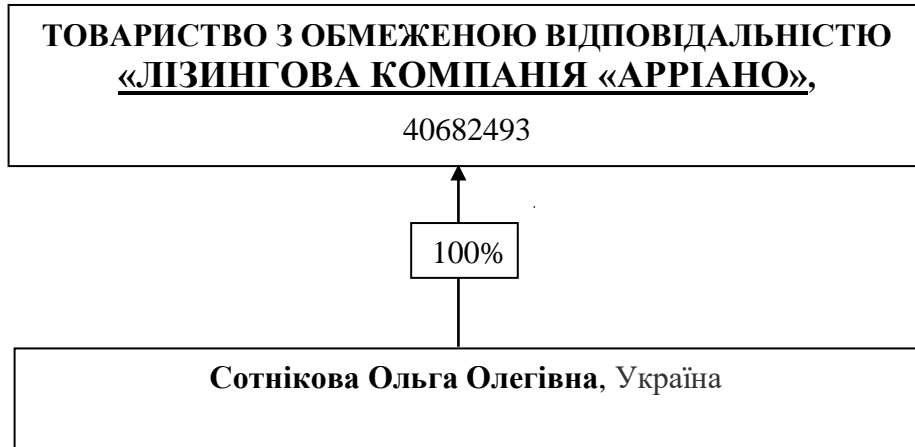 ТОВАРИСТВО З ОБМЕЖЕНОЮ ВІДПОВІДАЛЬНІСТЮ
«ЛІЗИНГОВА КОМПАНІЯ «АРРІАНО»,
40682493
100%
Сотнікова Ольга Олегівна, Україна